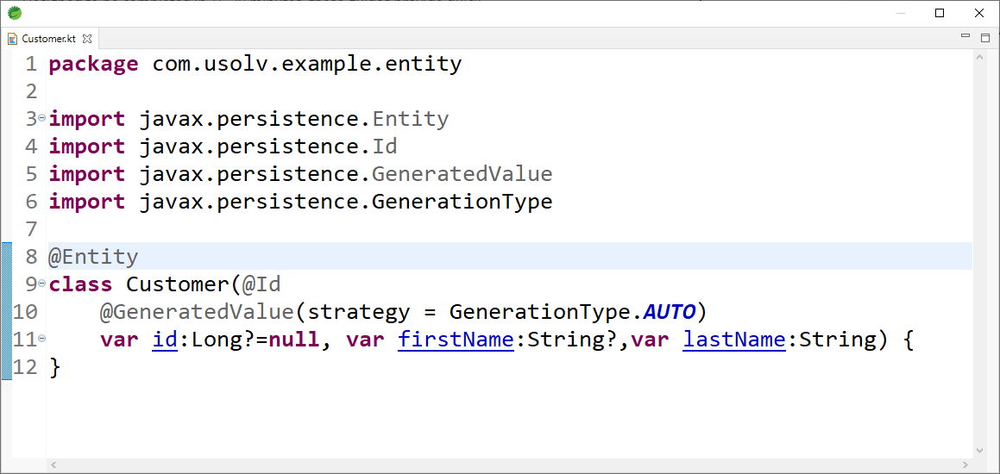 Customer.kt
1 package com.usolv.example.entity
2
3 import javax.persistence.Entity
4 import javax.persistence.Id
5 import javax.persistence.GeneratedValue
6 import javax.persistence.GenerationType
7
8 @Entity
9 class Customer(@Id
10     @GeneratedValue(strategy = GenerationType.AUTO)
11     var id:Long?=null, var firstName:String?,var lastName:String) {
12 }